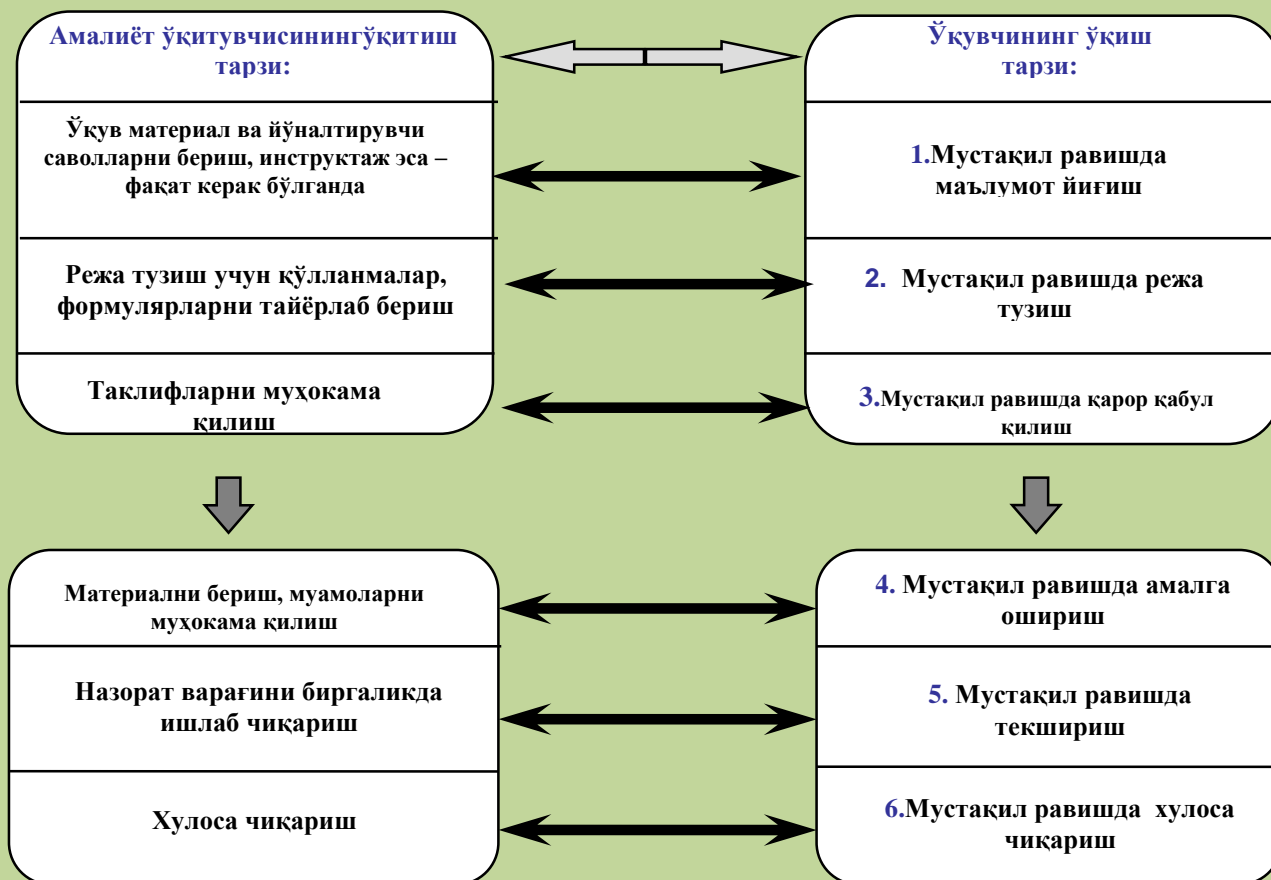 Амалиёт ўқитувчисинингўқитиш
тарзи:
Ўқув материал ва йўналтирувчи
саволларни бериш, инструктаж эса –
фақат керак бўлганда
Режа тузиш учун қўлланмалар,
формулярларни тайёрлаб бериш
Таклифларни муҳокама
қилиш
Ўқувчининг ўқиш
тарзи:
1.Мустақил равишда
маълумот йиғиш
2. Мустақил равишда режа
тузиш
3.Мустақил равишда қарор қабул
қилиш
Материални бериш, муамоларни
муҳокама қилиш
Назорат варағини биргаликда
ишлаб чиқариш
Хулоса чиқариш
4. Мустақил равишда амалга
ошириш
5. Мустақил равишда
текшириш
6.Мустақил равишда хулоса
чиқариш